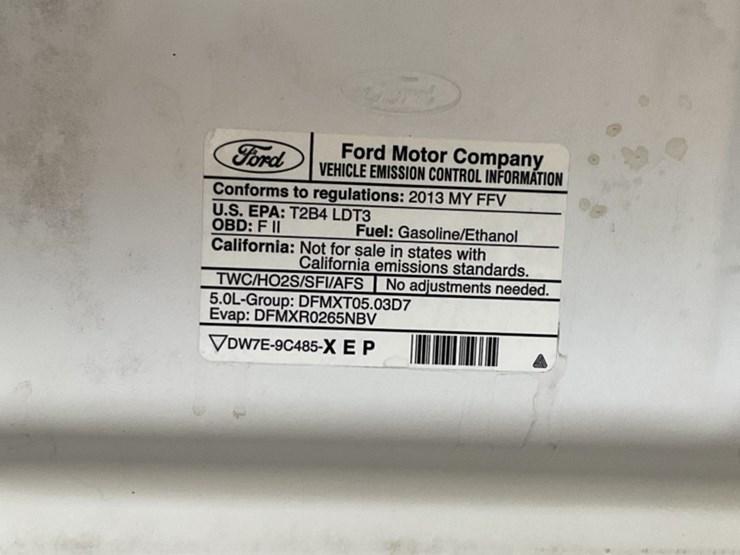 Ford
Ford Motor Company
VEHICLE EMISSION CONTROL INFORMATION
Conforms to regulations: 2013 MY FFV
U.S. EPA: T2B4 LDT3
OBD: F II Fuel: Gasoline/Ethanol
California: Not for sale in states with
California emissions standards.
TWC/HO2S/SFI/AFS No adjustments needed.
5.0L-Group: DFMXT05.03D7
Evap: DFMXR0265NBV
DW7E-9C485-X E P